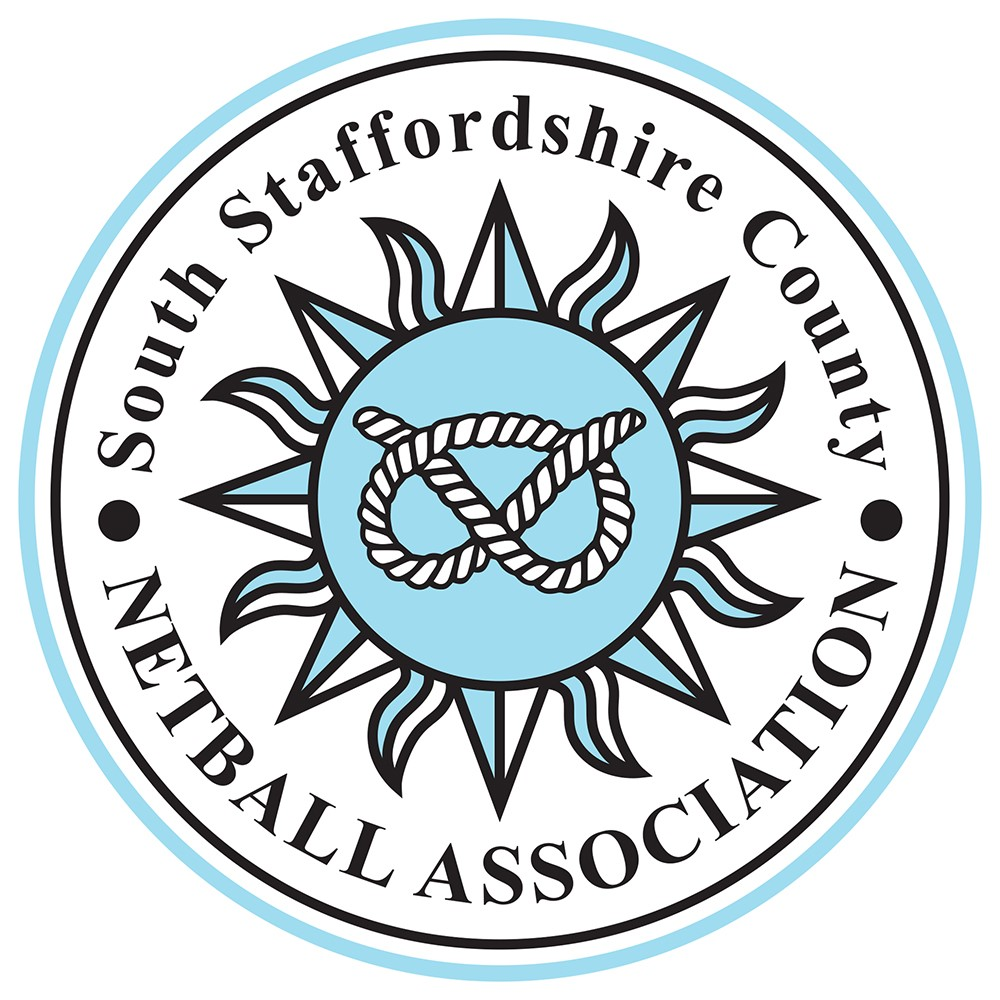 South Staffordshire County
NETBALL ASSOCIATION